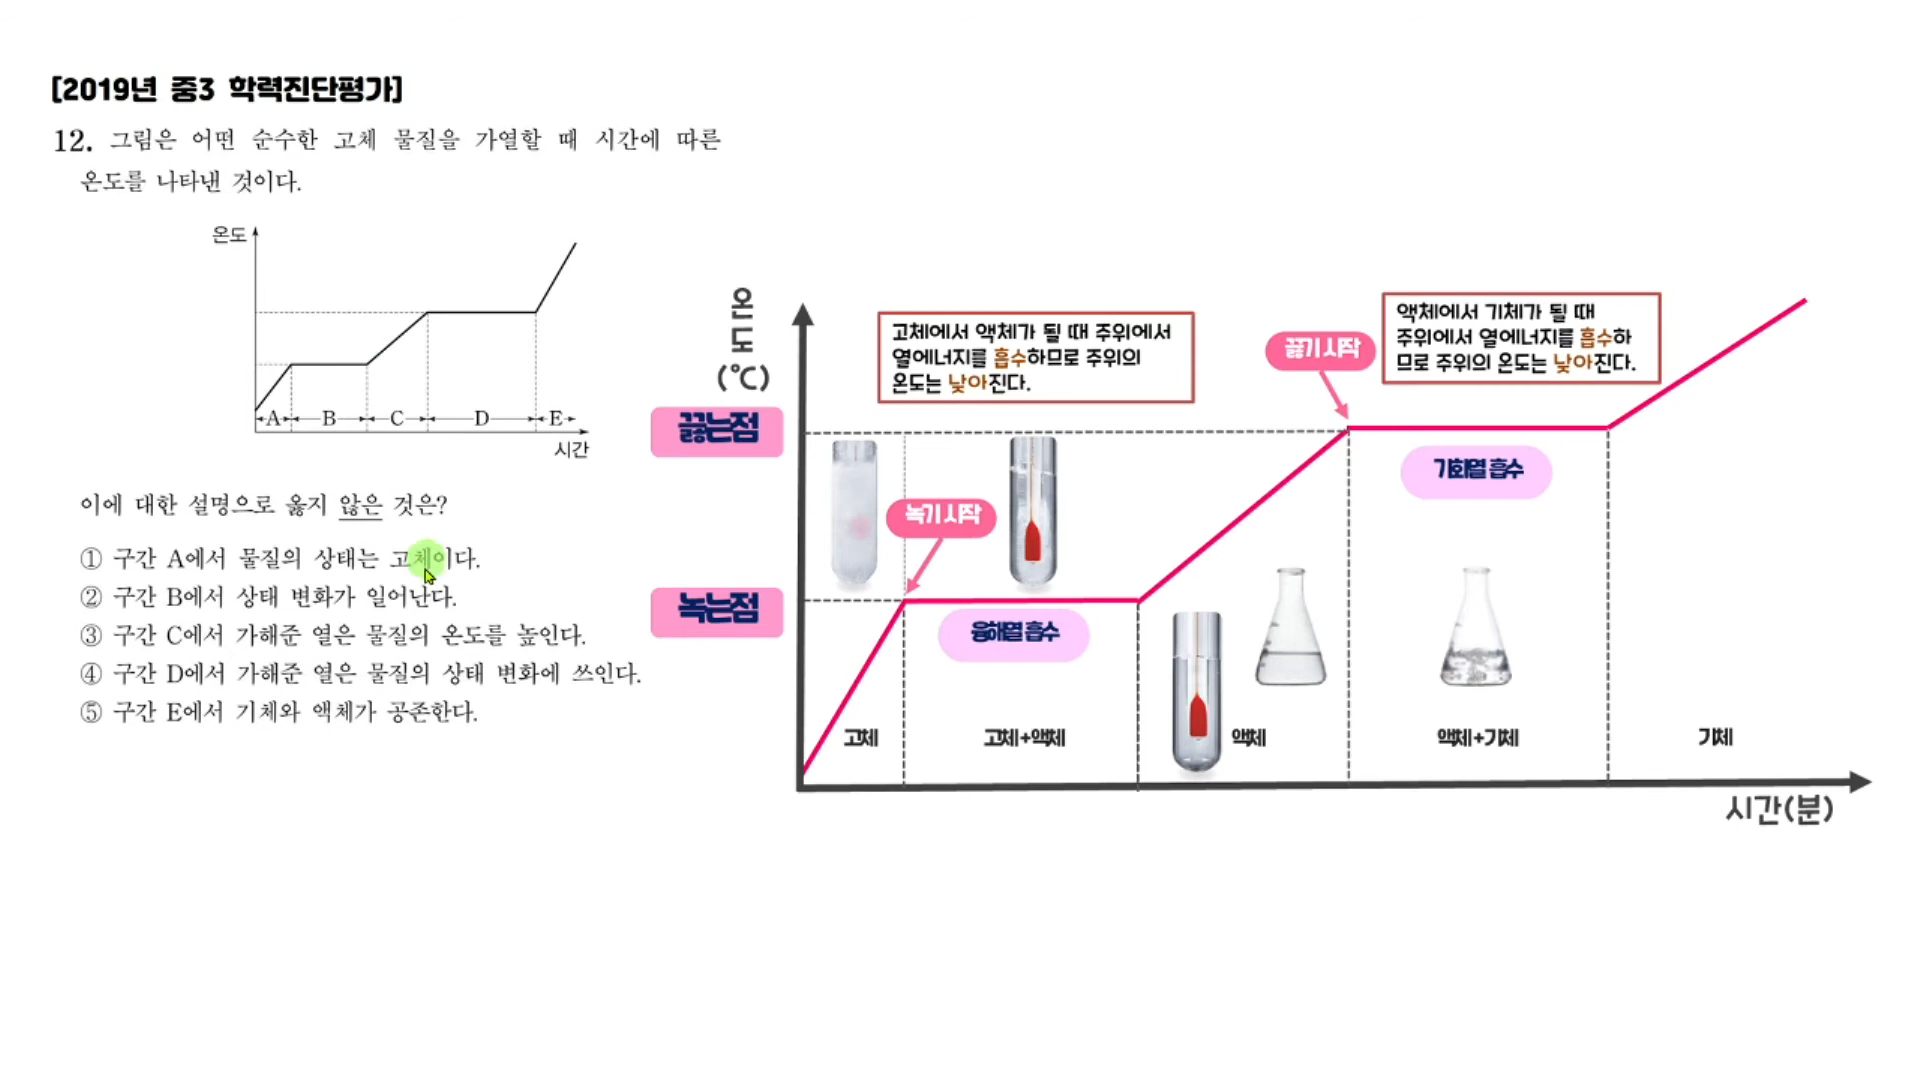 [2019년 중3 학력진단평가]
12. 그림은 어떤 순수한 고체 물질을 가열할 때 시간에 따른
온도를 나타낸 것이다.
온도
A
B
C
D
E
시간
이에 대한 설명으로 옳지 않은 것은?
① 구간 A에서 물질의 상태는 고체이다.
② 구간 B에서 상태 변화가 일어난다.
③ 구간 C에서 가해준 열은 물질의 온도를 높인다.
④ 구간 D에서 가해준 열은 물질의 상태 변화에 쓰인다.
⑤ 구간 E에서 기체와 액체가 공존한다.
온도
(℃)
고체에서 액체가 될 때 주위에서
열에너지를 흡수하므로 주위의
온도는 낮아진다.
끓기 시작
액체에서 기체가 될 때
주위에서 열에너지를 흡수하
므로 주위의 온도는 낮아진다.
끓는점
기화열 흡수
녹기 시작
녹는점
융해열 흡수
고체
고체+액체
액체
액체+기체
기체
시간(분)